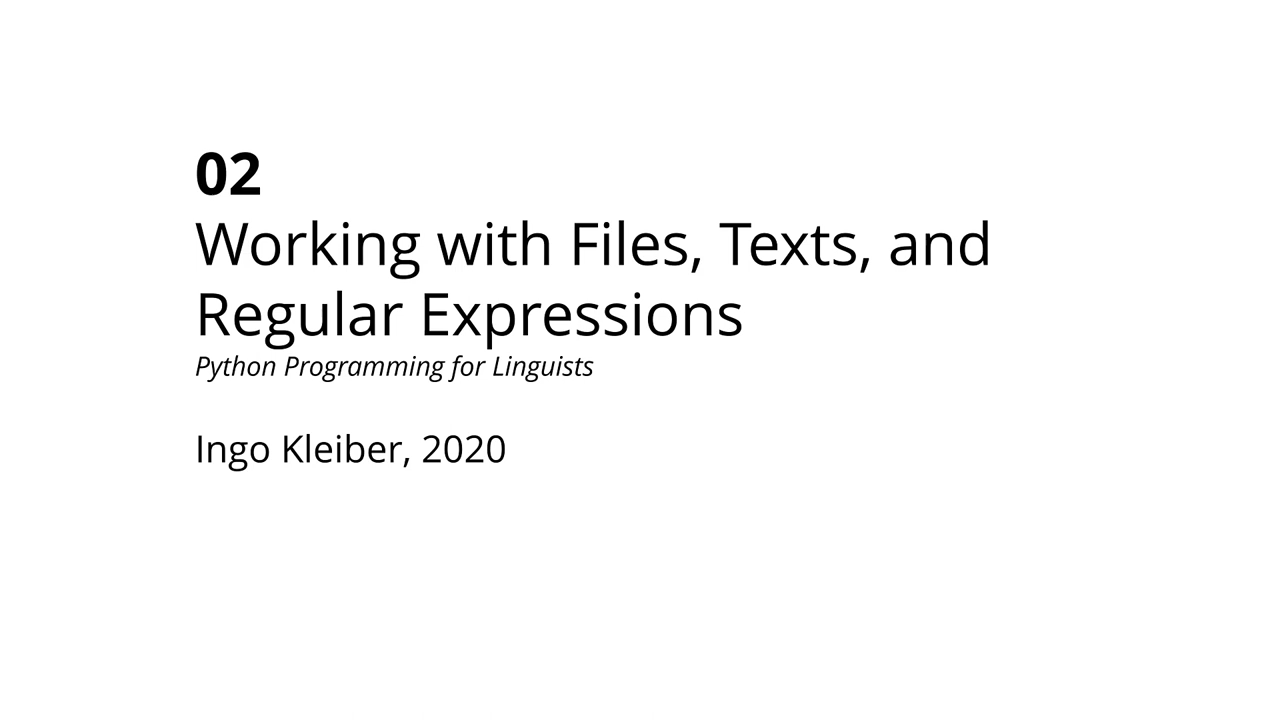 02
Working with Files, Texts, and
Regular Expressions
Python Programming for Linguists
Ingo Kleiber, 2020